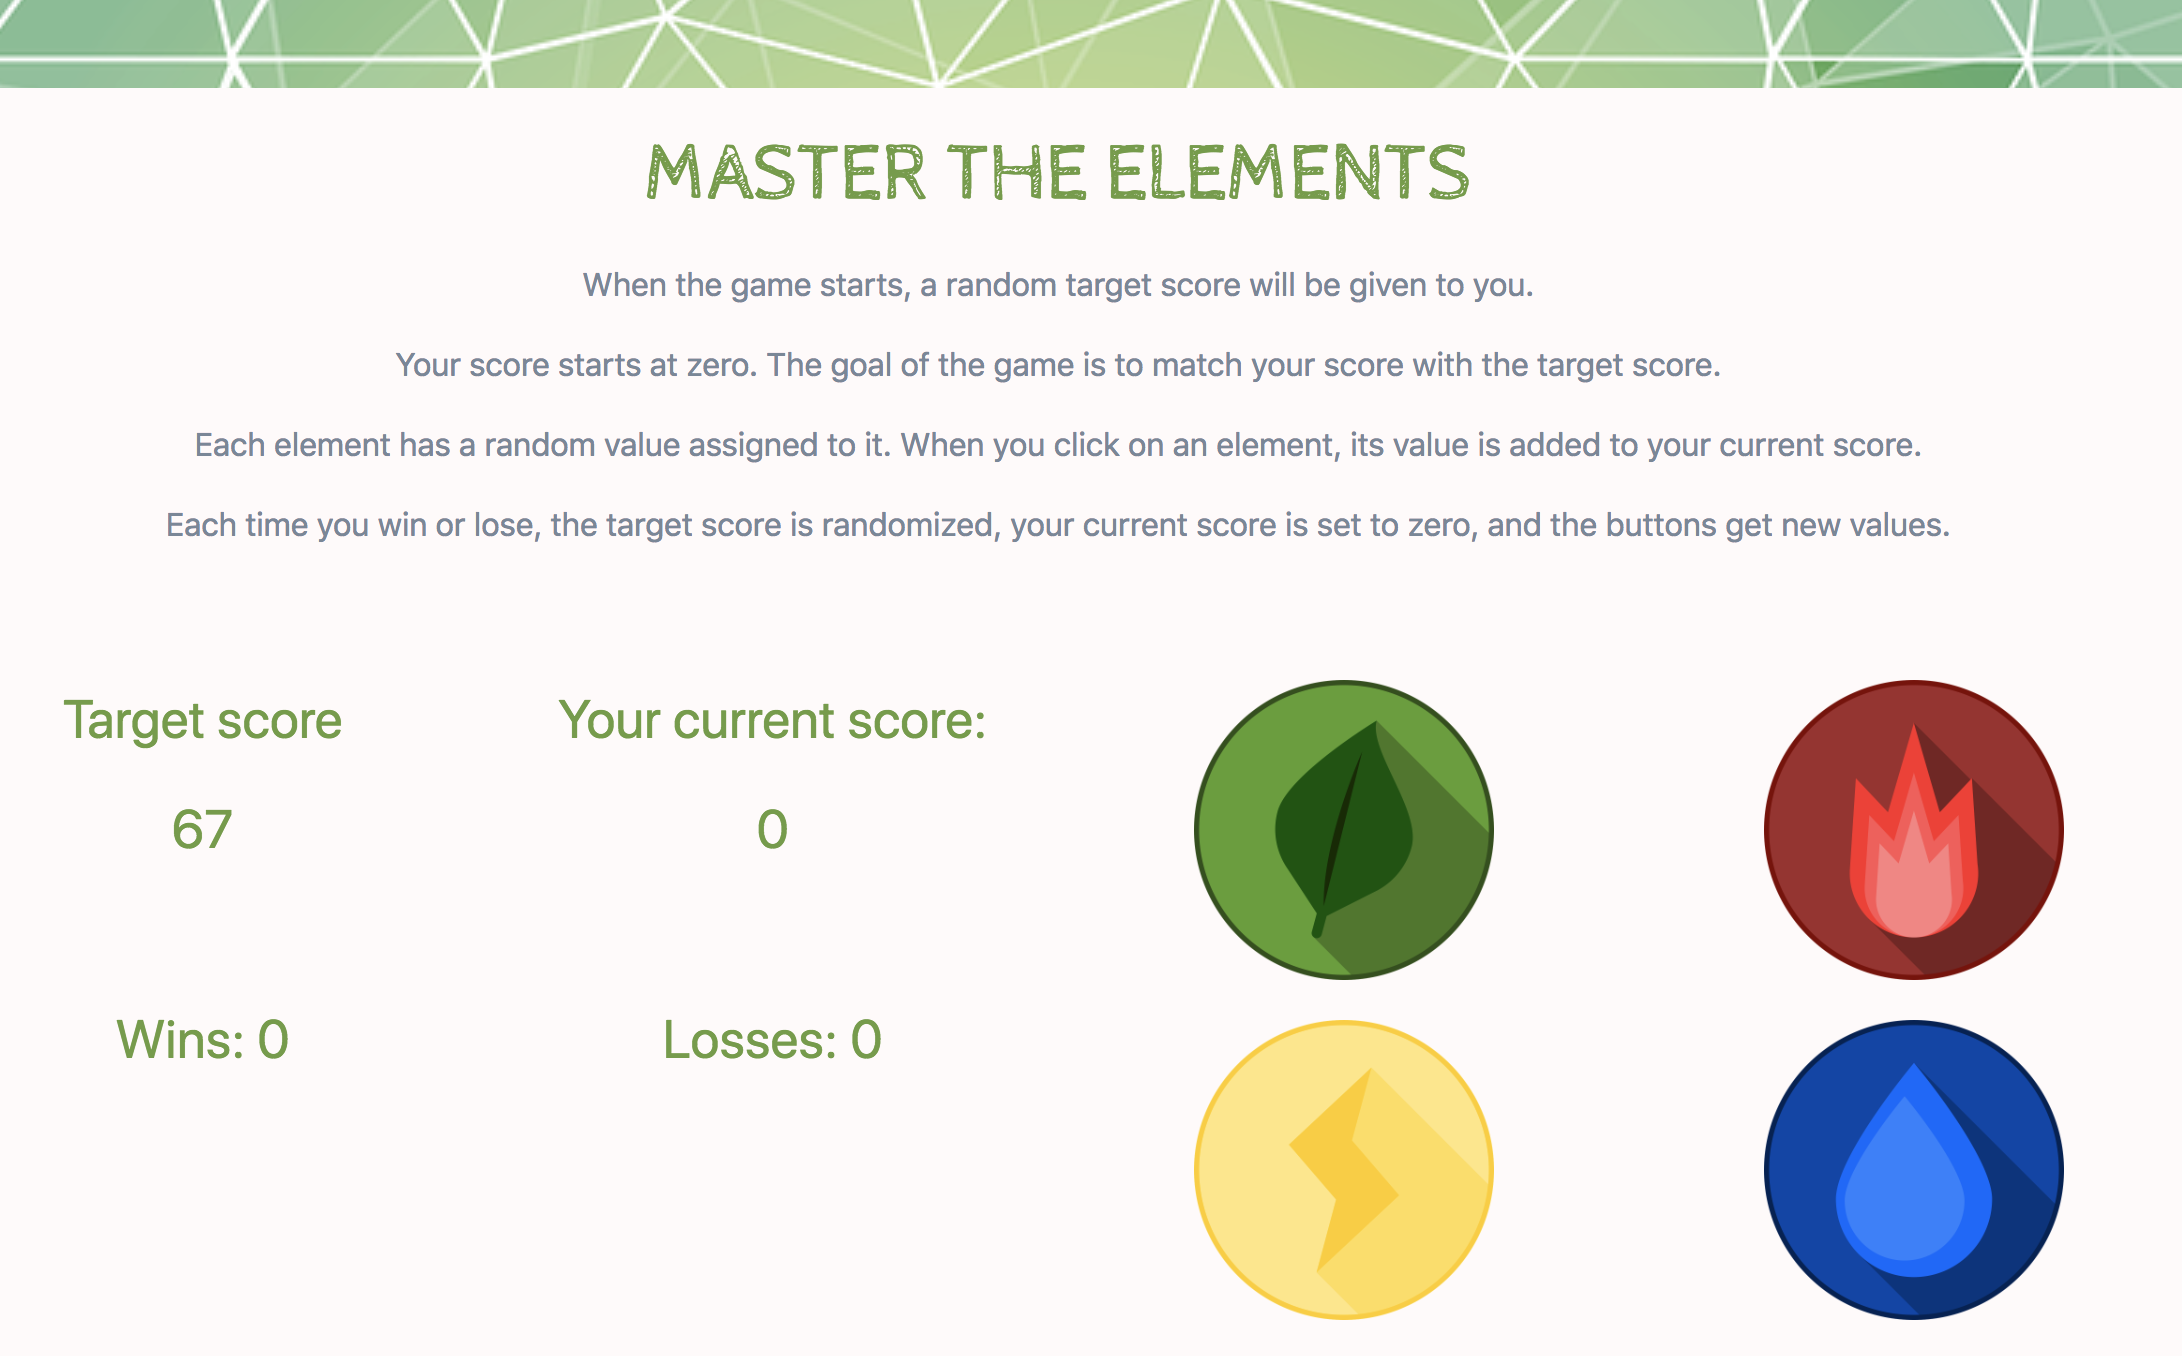 MASTER THE ELEMENTS
When the game starts, a random target score will be given to you.
Your score starts at zero. The goal of the game is to match your score with the target score.
Each element has a random value assigned to it. When you click on an element, its value is added to your current score.
Each time you win or lose, the target score is randomized, your current score is set to zero, and the buttons get new values.
Target score
67
Your current score:
0
Wins: 0
Losses: 0